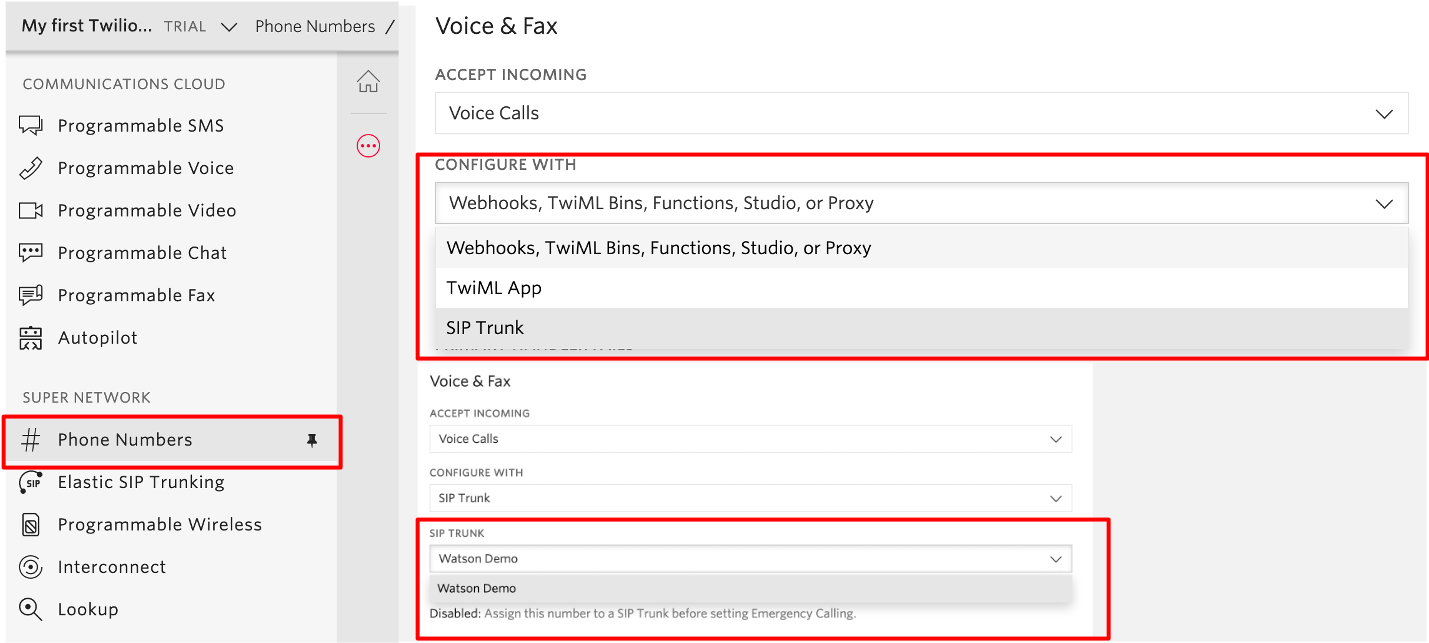 My first Twilio... TRIAL Phone Numbers /
COMMUNICATIONS CLOUD
Programmable SMS
Programmable Voice
Programmable Video
Programmable Chat
Programmable Fax
Autopilot
SUPER NETWORK
Phone Numbers
SIP Elastic SIP Trunking
Programmable Wireless
Interconnect
Lookup
Voice & Fax
ACCEPT INCOMING
Voice Calls
CONFIGURE WITH
Webhooks, TwiML Bins, Functions, Studio, or Proxy
Webhooks, TwiML Bins, Functions, Studio, or Proxy
TwiML App
SIP Trunk
Voice & Fax
ACCEPT INCOMING
Voice Calls
CONFIGURE WITH
SIP Trunk
SIP TRUNK
Watson Demo
Watson Demo
Disabled: Assign this number to a SIP Trunk before setting Emergency Calling.